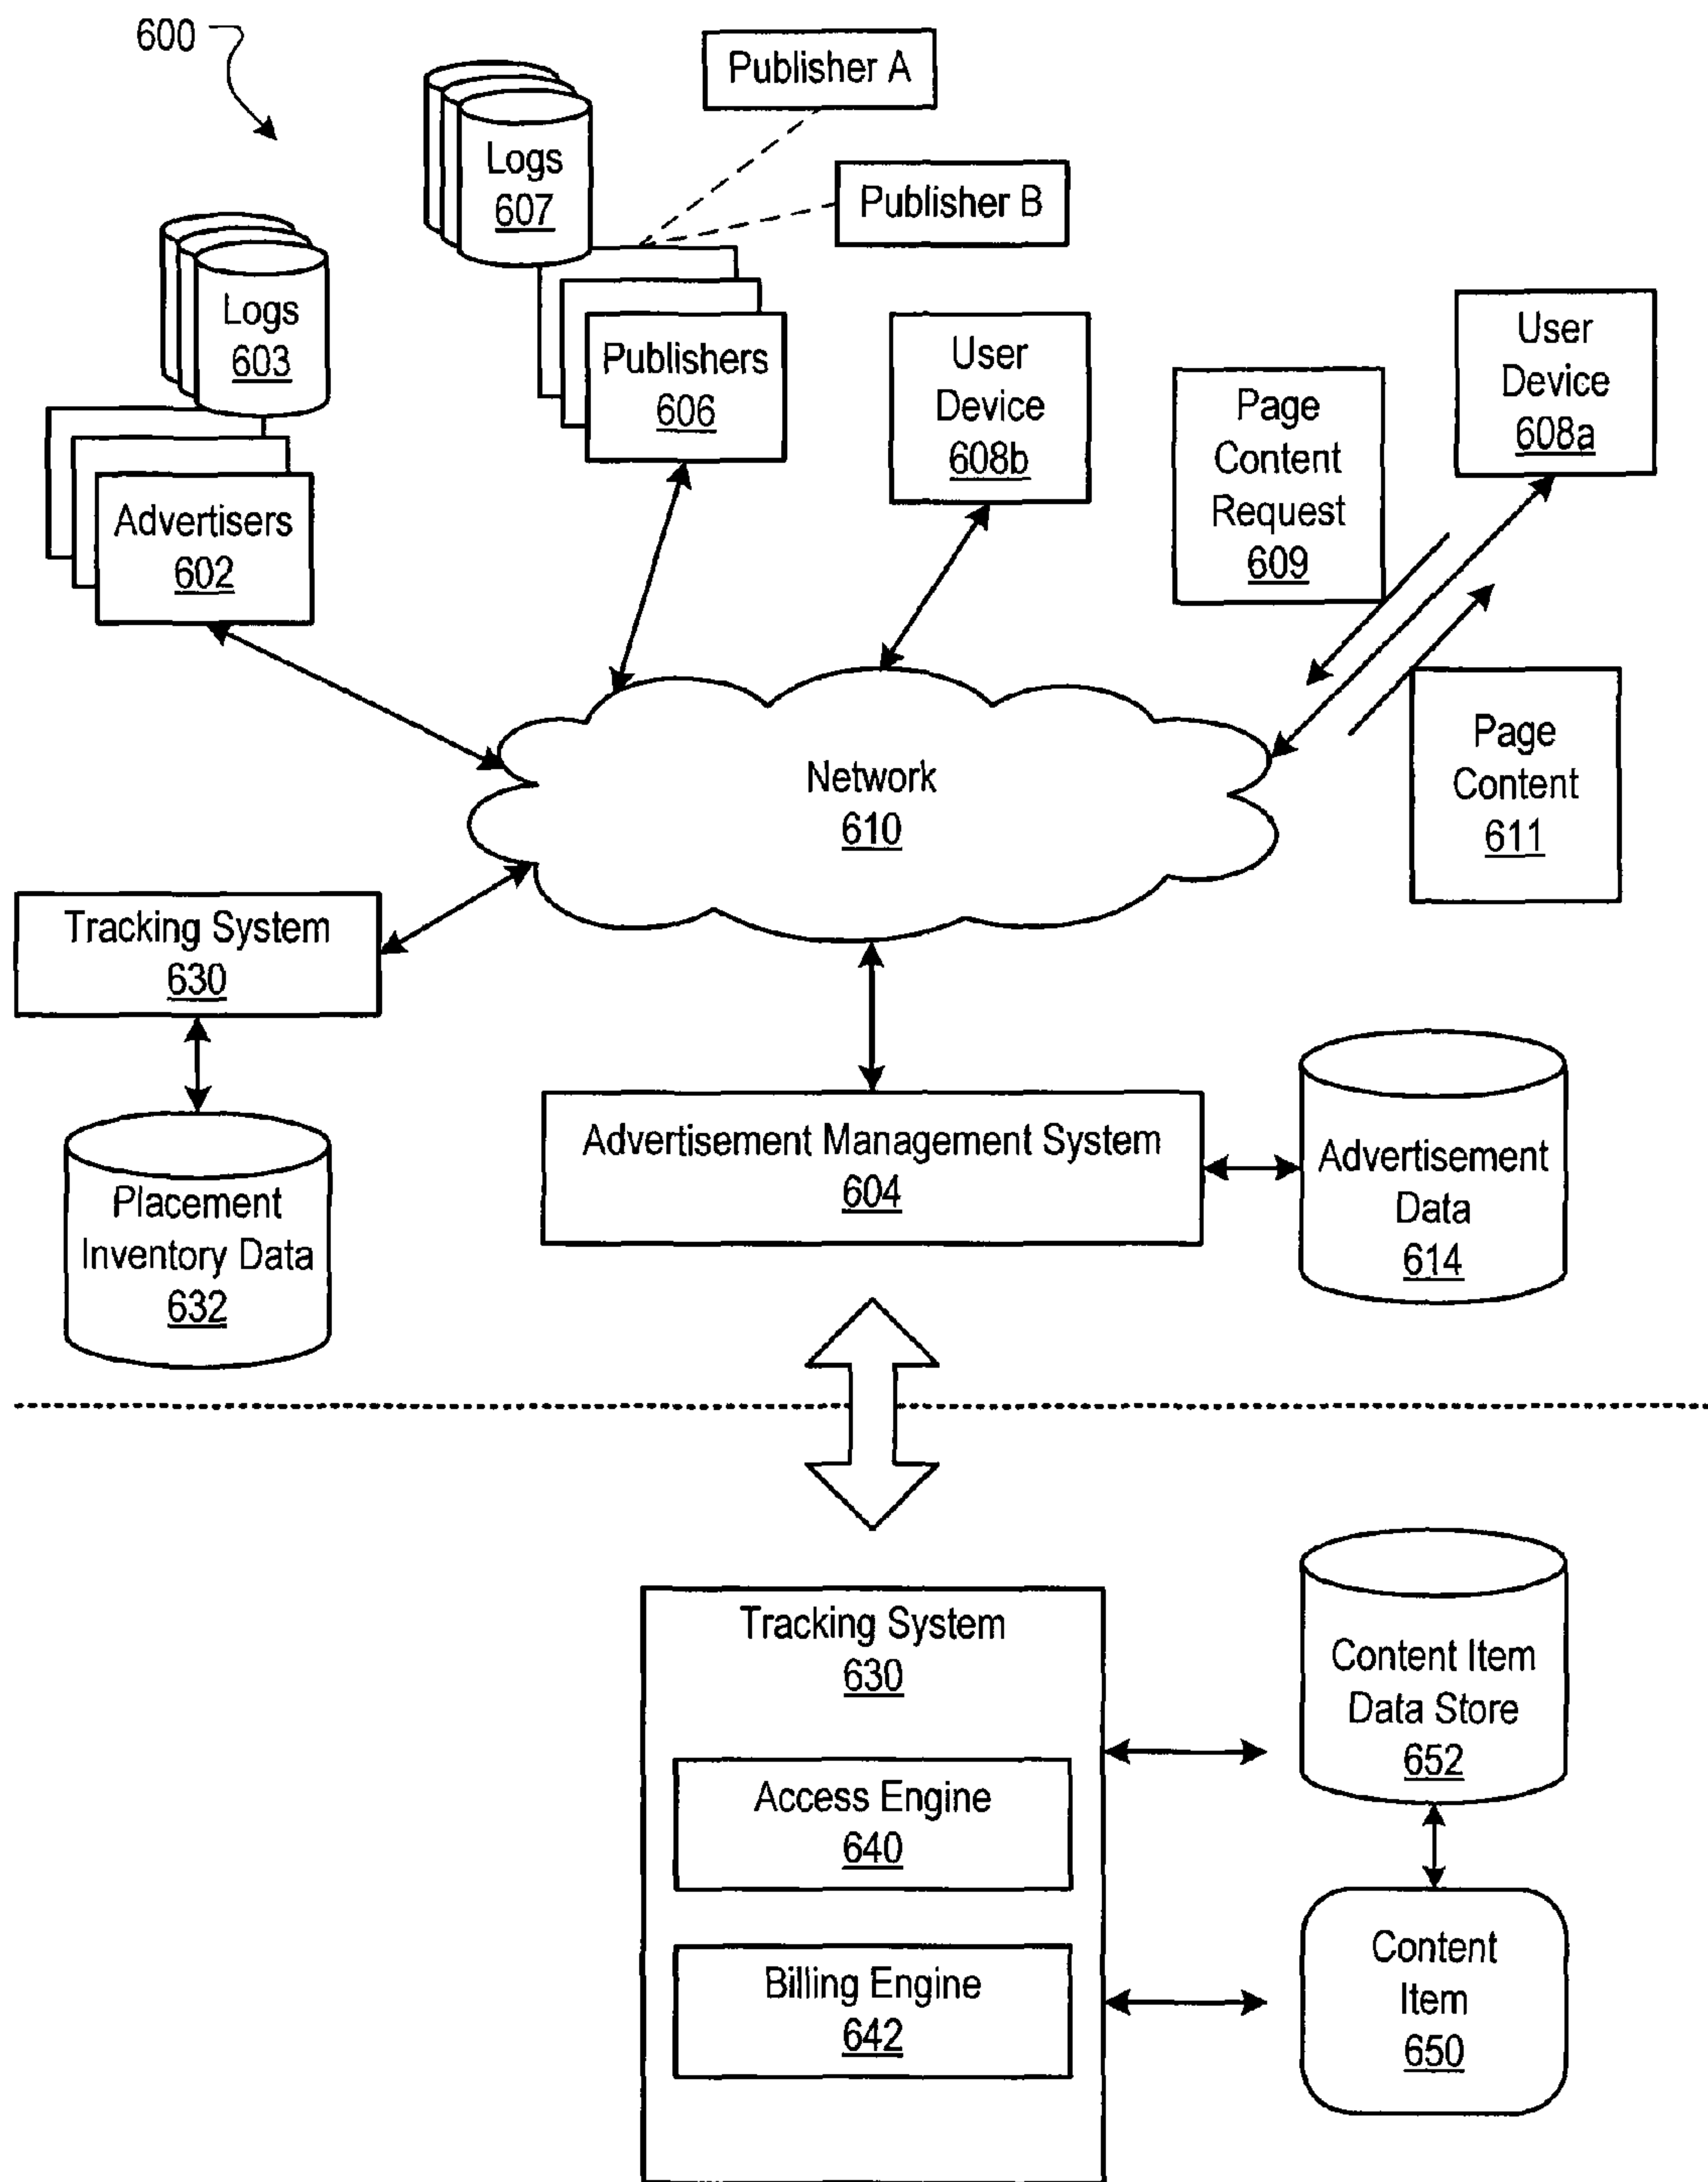 600
Publisher A
Logs
607
Publisher B
Logs
603
Publishers
606
User
Device
608b
Page
Content
Request
609
User
Device
608a
Advertisers
602
Network
610
Page
Content
611
Tracking System
630
Advertisement Management System
604
Advertisement
Data
614
Placement
Inventory Data
632
Tracking System
630
Content Item
Data Store
652
Access Engine
640
Billing Engine
642
Content
Item
650